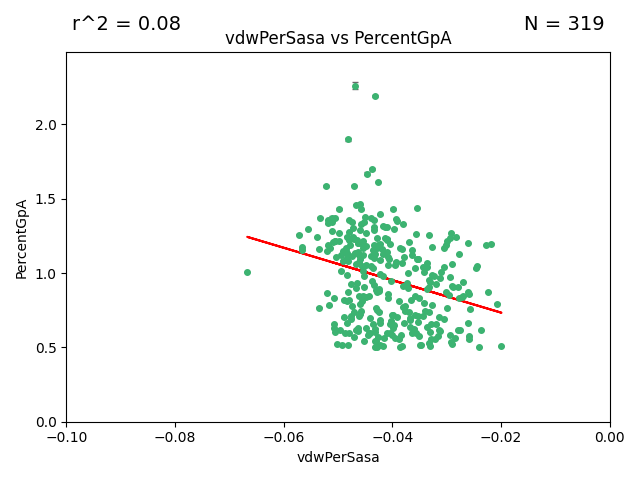 r^2 = 0.08
N = 319
vdwPerSasa vs PercentGpA
PercentGpA
2.0
1.5
1.0
0.5
0.0
−0.10
−0.08
−0.06
−0.04
−0.02
0.00
vdwPerSasa